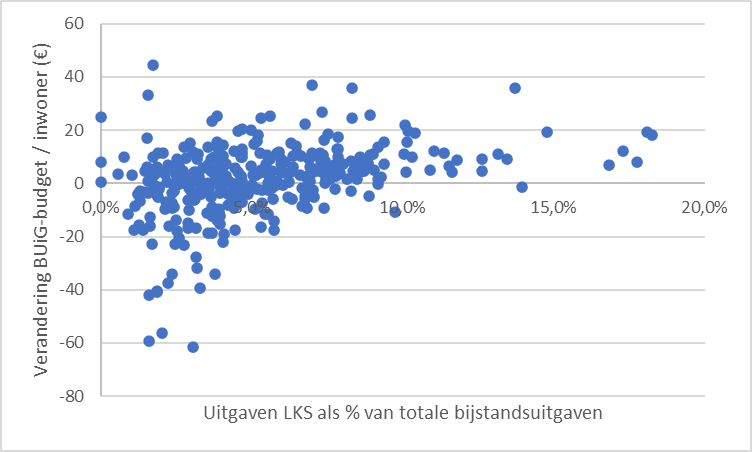 60
40
20
0
-20
-40
-60
-80
0,0% 5,0% 10,0% 15,0% 20,0%
Verandering BUiG-budget / inwoner (€)
Uitgaven LKS als % van totale bijstandsuitgaven